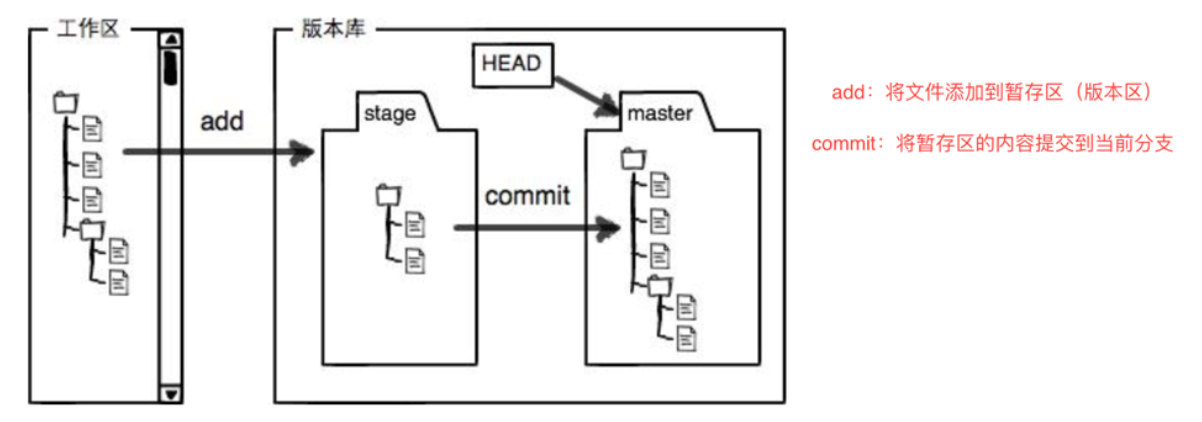 工作区
版本库
HEAD
add
stage
master
commit
add：将文件添加到暂存区（版本区）
commit：将暂存区的内容提交到当前分支